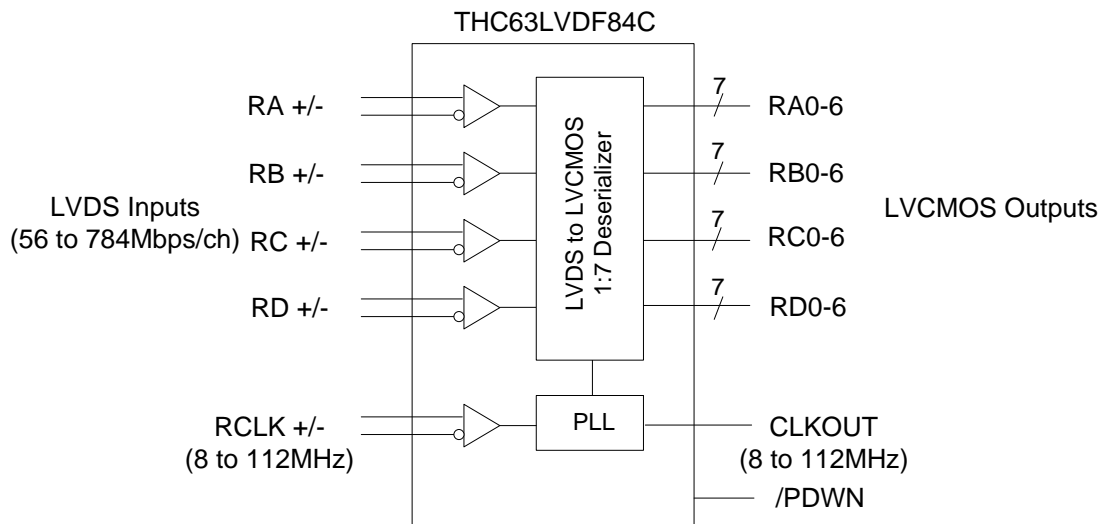 THC63LVDF84C
RA +/-
7
RA0-6
RB +/-
7
RB0-6
LVDS Inputs
(56 to 784Mbps/ch)
RC +/-
7
RC0-6
LVCMOS Outputs
RD +/-
7
RD0-6
LVDS to LVCMOS
1:7 Deserializer
RCLK +/-
(8 to 112MHz)
PLL
CLKOUT
(8 to 112MHz)
/PDWN